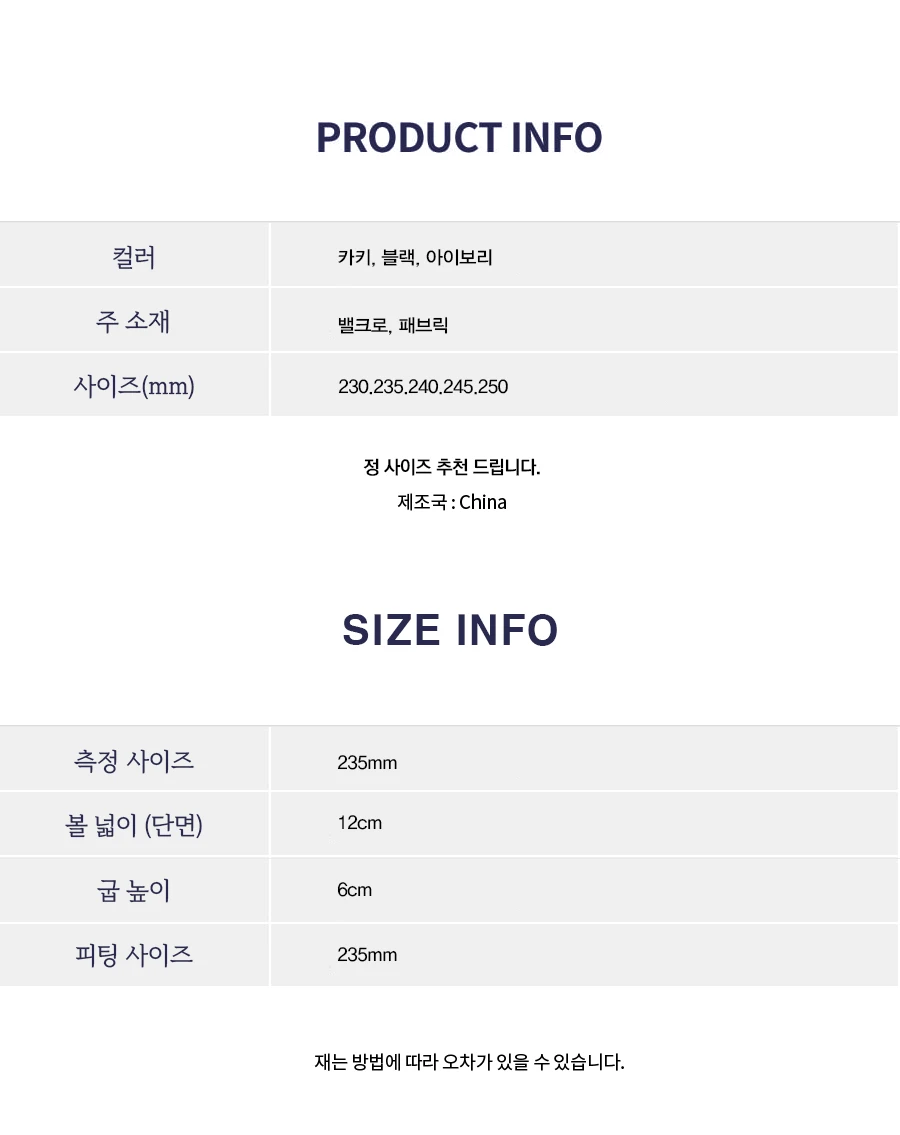 PRODUCT INFO
컬러 카키, 블랙, 아이보리
주 소재 밸크로, 패브릭
사이즈(mm) 230.235.240.245.250
정 사이즈 추천 드립니다.
제조국 : China
SIZE INFO
측정 사이즈 235mm
볼 넓이 (단면) 12cm
굽 높이 6cm
피팅 사이즈 235mm
재는 방법에 따라 오차가 있을 수 있습니다.